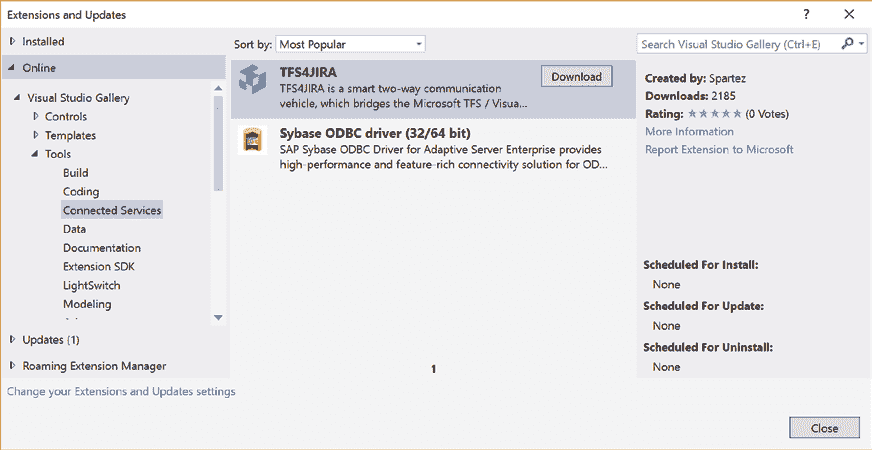 Extensions and Updates
Installed
Online
Visual Studio Gallery
Controls
Templates
Tools
Build
Coding
Connected Services
Data
Documentation
Extension SDK
LightSwitch
Modeling
Updates (1)
Roaming Extension Manager
Change your Extensions and Updates settings
Sort by: Most Popular
TFS4JIRA
Download
TFS4JIRA is a smart two-way communication
vehicle, which bridges the Microsoft TFS / Visua...
Sybase ODBC driver (32/64 bit)
SAP Sybase ODBC Driver for Adaptive Server Enterprise provides
high-performance and feature-rich connectivity solution for OD...
1
Search Visual Studio Gallery (Ctrl+E)
Created by: Spartez
Downloads: 2185
Rating: (0 Votes)
More Information
Report Extension to Microsoft
Scheduled For Install:
None
Scheduled For Update:
None
Scheduled For Uninstall:
None
Close